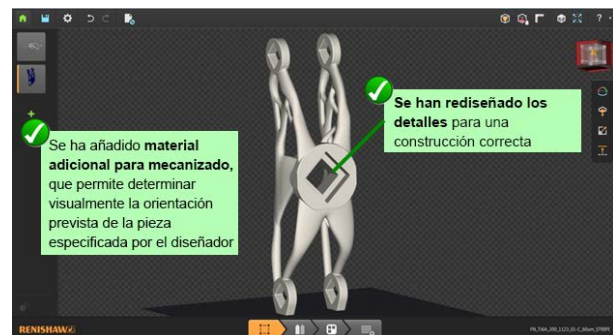 Se han rediseñado los
detalles para una
construcción correcta
Se ha añadido material
adicional para mecanizado,
que permite determinar
visualmente la orientación
prevista de la pieza
especificada por el diseñador
RENISHAW